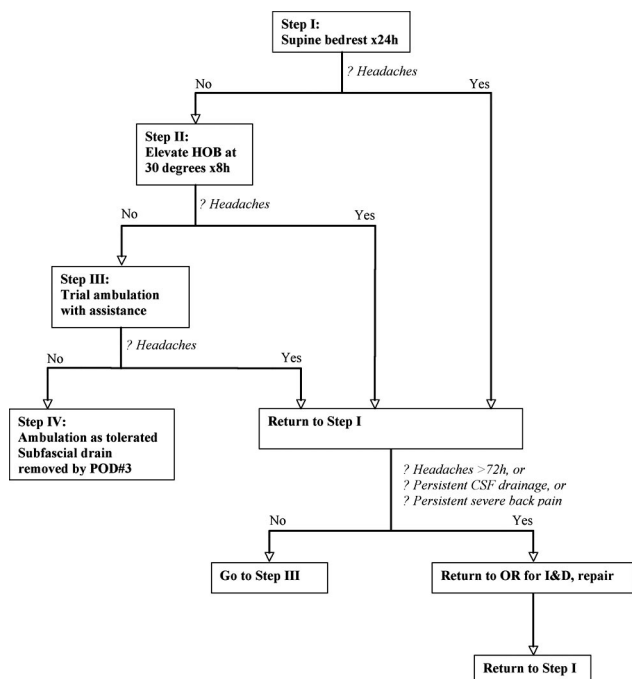 Step I:
Supine bedrest x24h
? Headaches
No
Yes
Step II:
Elevate HOB at
30 degrees x8h
? Headaches
No
Yes
Step III:
Trial ambulation
with assistance
? Headaches
No
Yes
Step IV:
Ambulation as tolerated
Subfascial drain
removed by POD#3
Return to Step I
? Headaches >72h, or
? Persistent CSF drainage, or
? Persistent severe back pain
No
Yes
Go to Step III
Return to OR for I&D, repair
Return to Step I